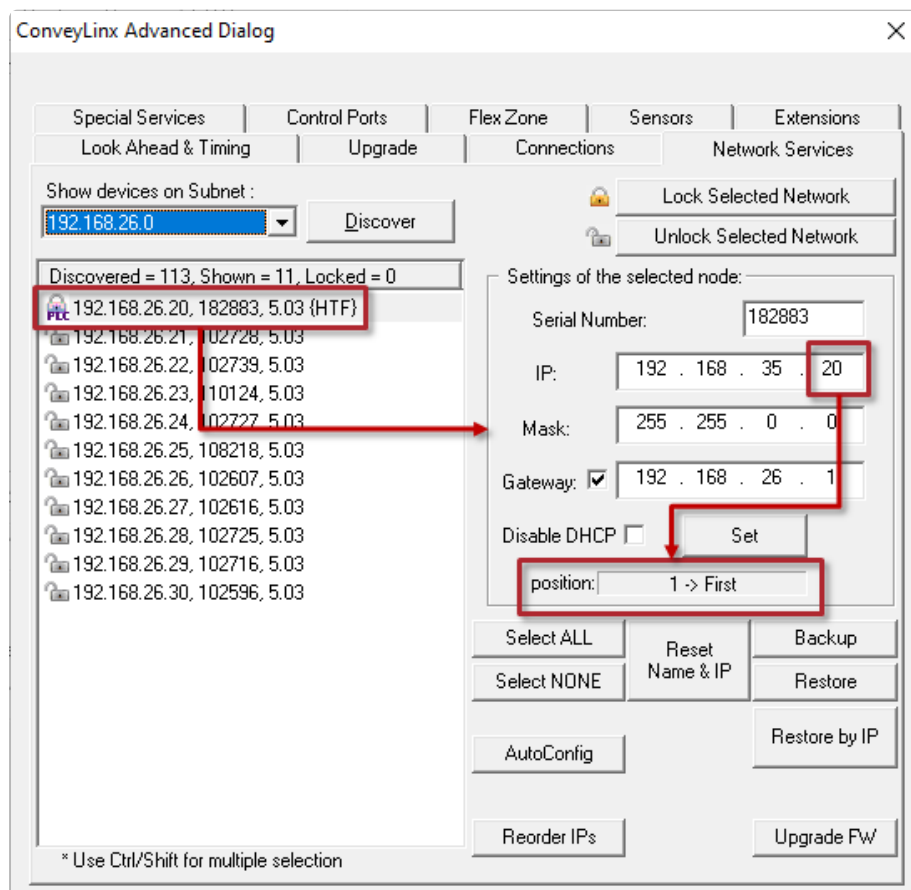 ConveyLinx Advanced Dialog
Special Services Control Ports Flex Zone Sensors Extensions
Look Ahead & Timing Upgrade Connections Network Services
Show devices on Subnet :
192.168.26.0
Discover
Lock Selected Network
Unlock Selected Network
Discovered = 113, Shown = 11, Locked = 0
PLC 192.168.26.20, 182883, 5.03 {HTF}
192.168.26.21, 102728, 5.03
192.168.26.22, 102739, 5.03
192.168.26.23, 110124, 5.03
192.168.26.24, 102727, 5.03
192.168.26.25, 108218, 5.03
192.168.26.26, 102607, 5.03
192.168.26.27, 102616, 5.03
192.168.26.28, 102725, 5.03
192.168.26.29, 102716, 5.03
192.168.26.30, 102596, 5.03
* Use Ctrl/Shift for multiple selection
Settings of the selected node:
Serial Number: 182883
IP: 192 . 168 . 35 . 20
Mask: 255 . 255 . 0 . 0
Gateway: 192 . 168 . 26 . 1
Disable DHCP Set
position: 1 -> First
Select ALL
Reset Name & IP
Backup
Select NONE
Restore
AutoConfig
Restore by IP
Reorder IPs
Upgrade FW